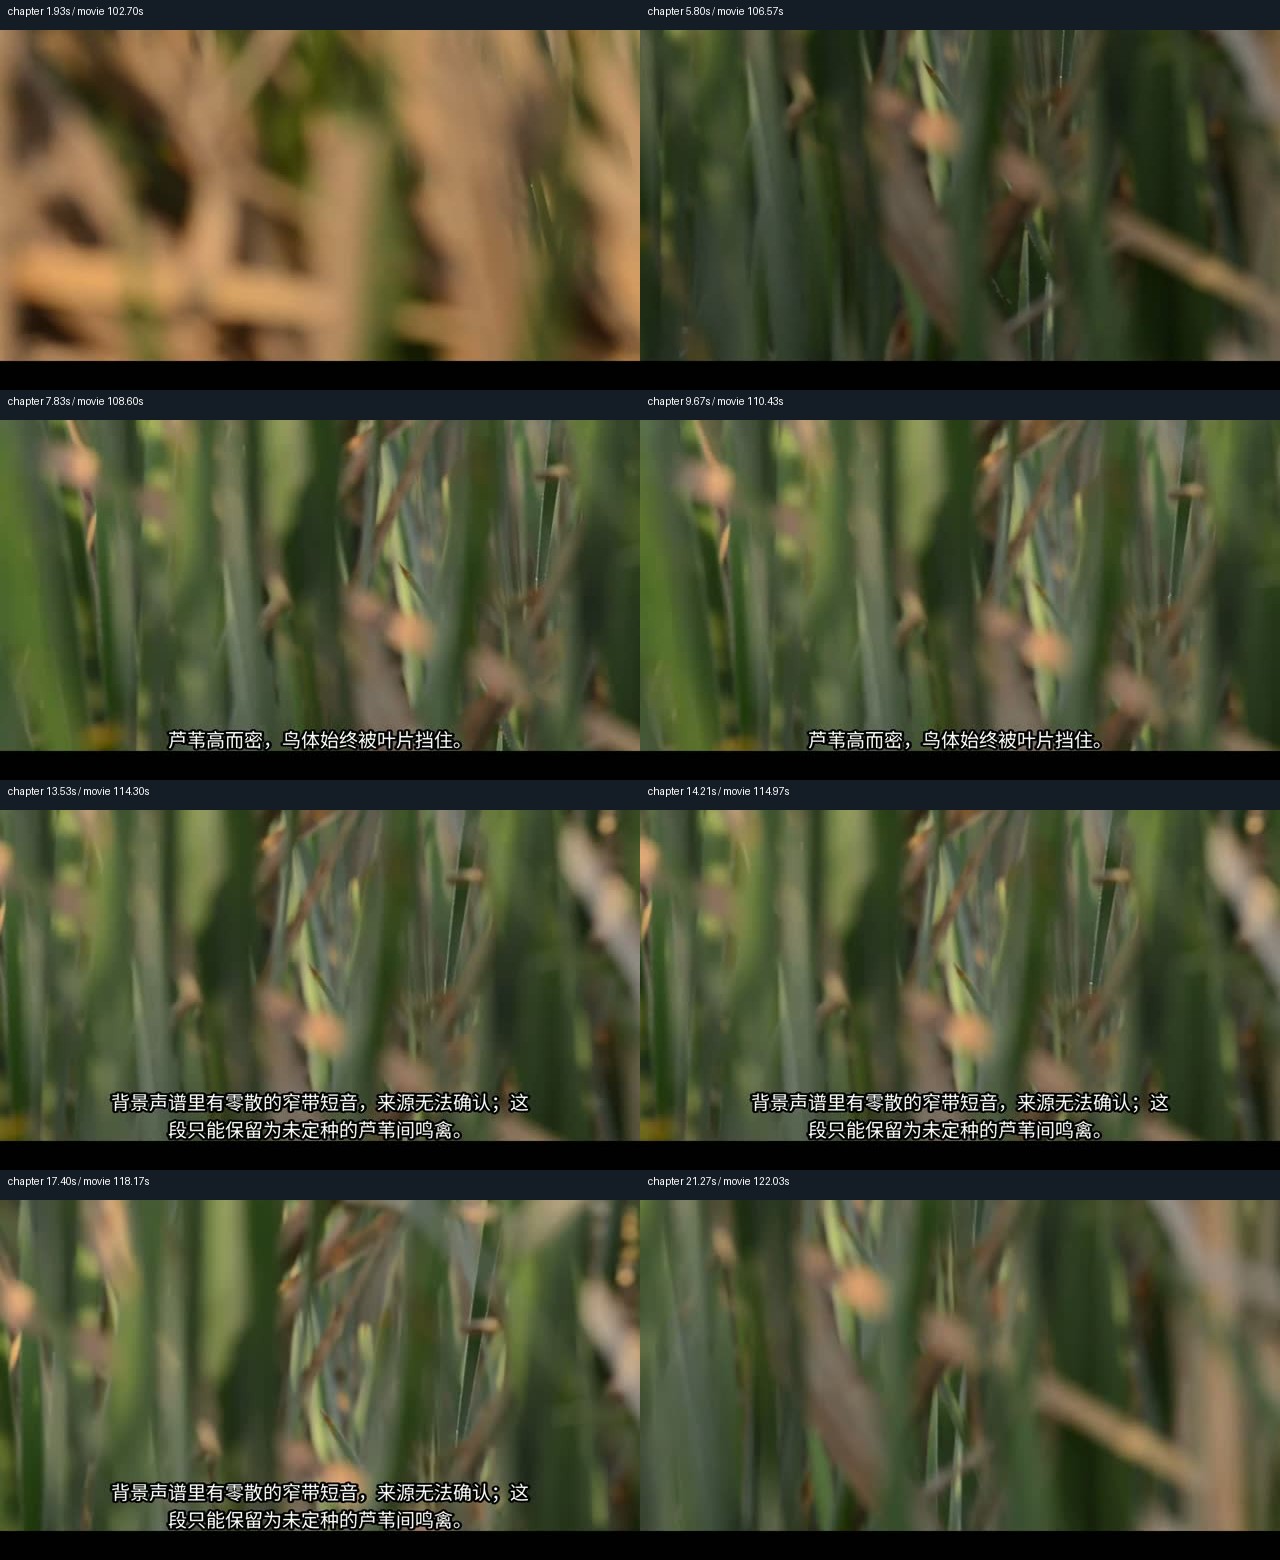 chapter 1.93s / movie 102.70s
chapter 5.80s / movie 106.57s
chapter 7.83s / movie 108.60s
chapter 9.67s / movie 110.43s
芦苇高而密，鸟体始终被叶片挡住。
芦苇高而密，鸟体始终被叶片挡住。
chapter 13.53s / movie 114.30s
chapter 14.21s / movie 114.97s
背景声谱里有零散的窄带短音，来源无法确认；这
段只能保留为未定种的芦苇间鸣禽。
背景声谱里有零散的窄带短音，来源无法确认；这
段只能保留为未定种的芦苇间鸣禽。
chapter 17.40s / movie 118.17s
chapter 21.27s / movie 122.03s
背景声谱里有零散的窄带短音，来源无法确认；这
段只能保留为未定种的芦苇间鸣禽。